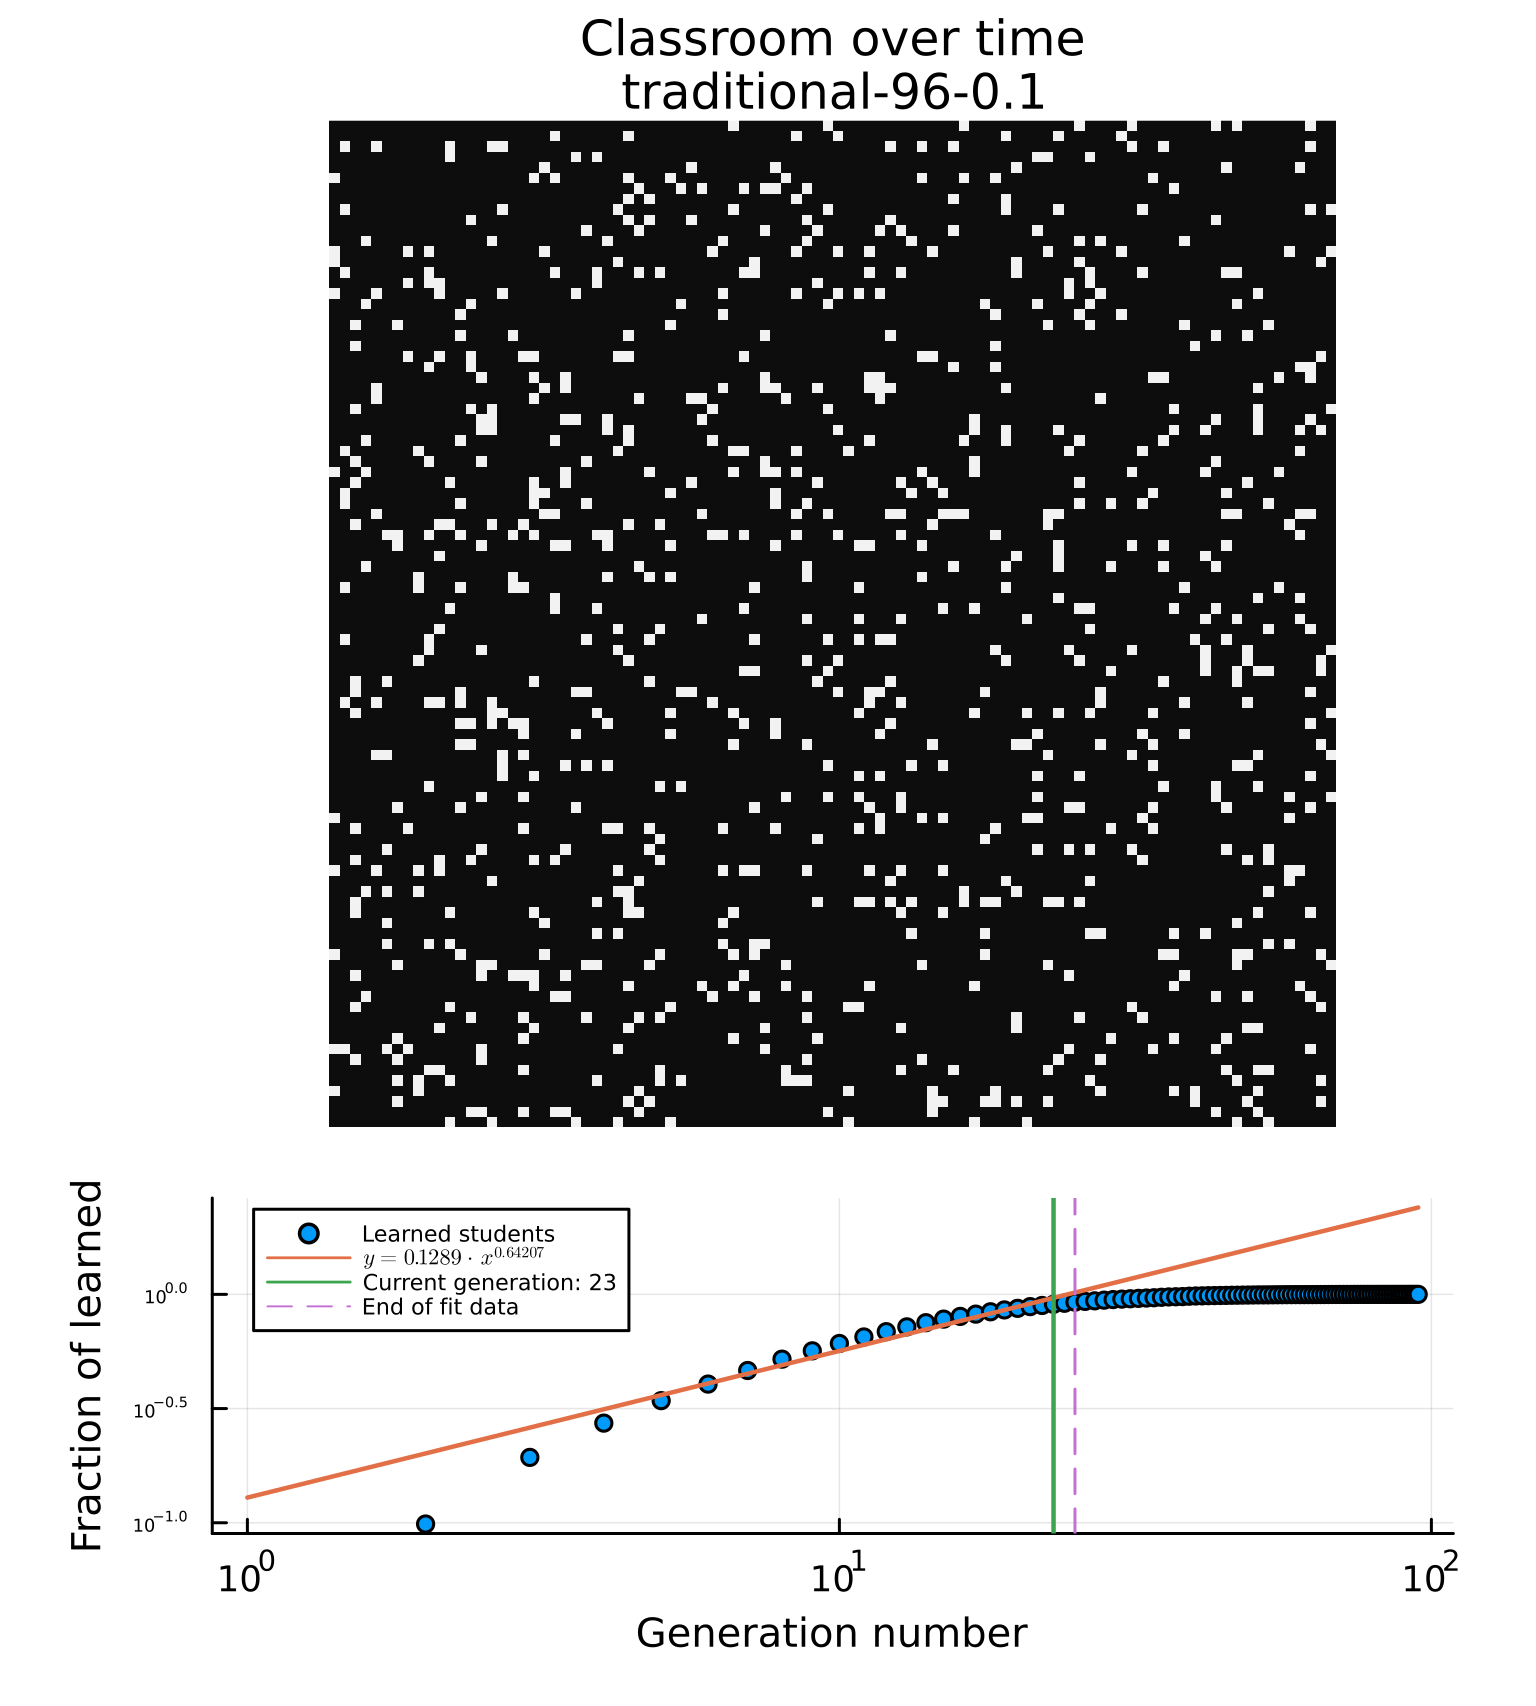 Classroom over time
traditional-96-0.1
Fraction of learned
Learned students
y = 0.1289 · x^0.64207
Current generation: 23
End of fit data
10^0.0
10^−0.5
10^−1.0
10^0 10^1 10^2
Generation number